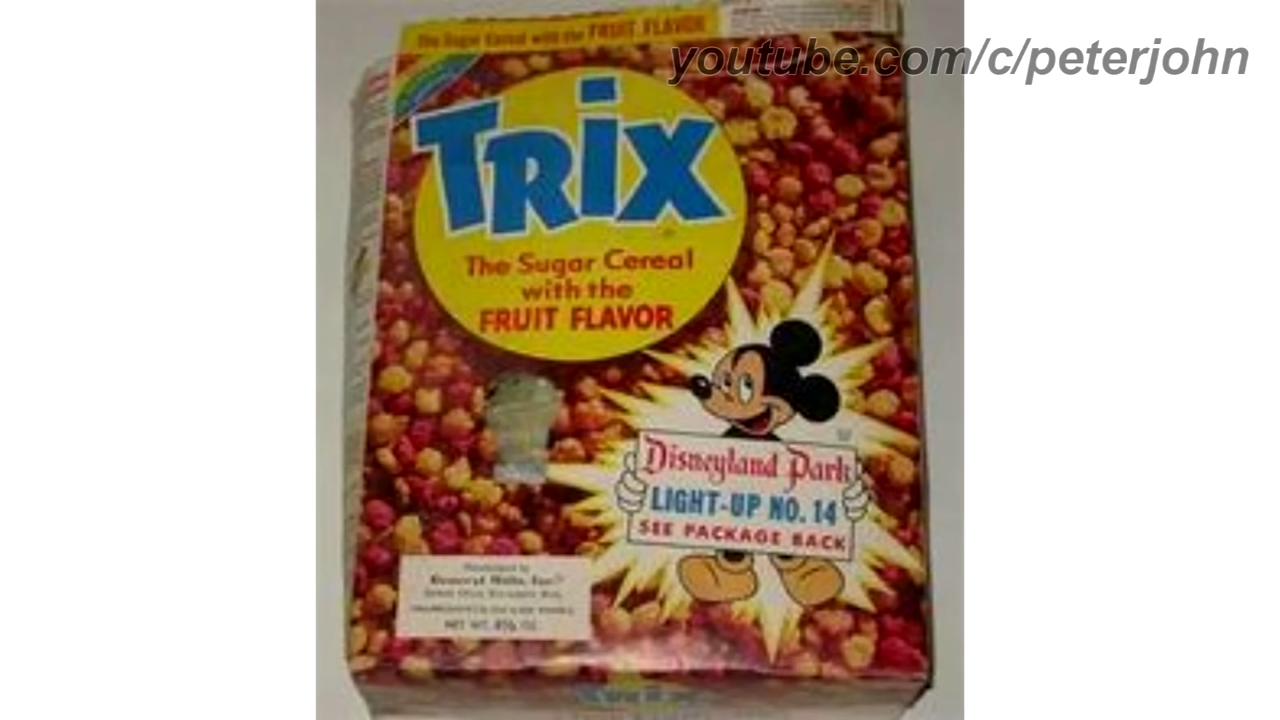 The Sugar Cereal with the FRUIT FLAVOR
youtube.com/c/peterjohn
TRIX
The Sugar Cereal
with the
FRUIT FLAVOR
Disneyland Park
LIGHT-UP NO. 14
SEE PACKAGE BACK
General Mills, Inc.
NET WT.